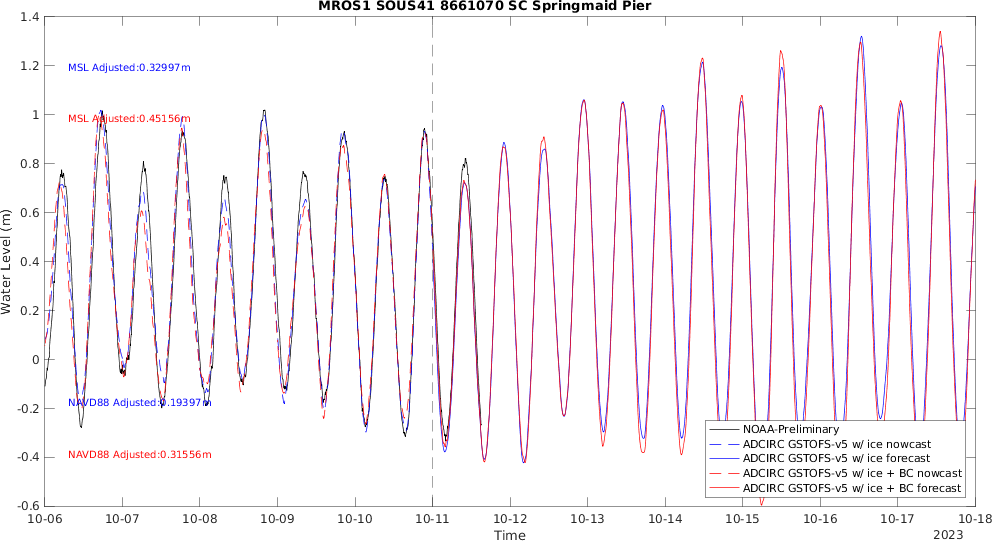 MROS1 SOUS41 8661070 SC Springmaid Pier
1.4
1.2
1
0.8
0.6
0.4
0.2
0
-0.2
-0.4
-0.6
Water Level (m)
MSL Adjusted:0.32997m
MSL Adjusted:0.45156m
NAVD88 Adjusted:0.19397m
NAVD88 Adjusted:0.31556m
NOAA-Preliminary
ADCIRC GSTOFS-v5 w/ ice nowcast
ADCIRC GSTOFS-v5 w/ ice forecast
ADCIRC GSTOFS-v5 w/ ice + BC nowcast
ADCIRC GSTOFS-v5 w/ ice + BC forecast
10-06 10-07 10-08 10-09 10-10 10-11 10-12 10-13 10-14 10-15 10-16 10-17 10-18
Time
2023